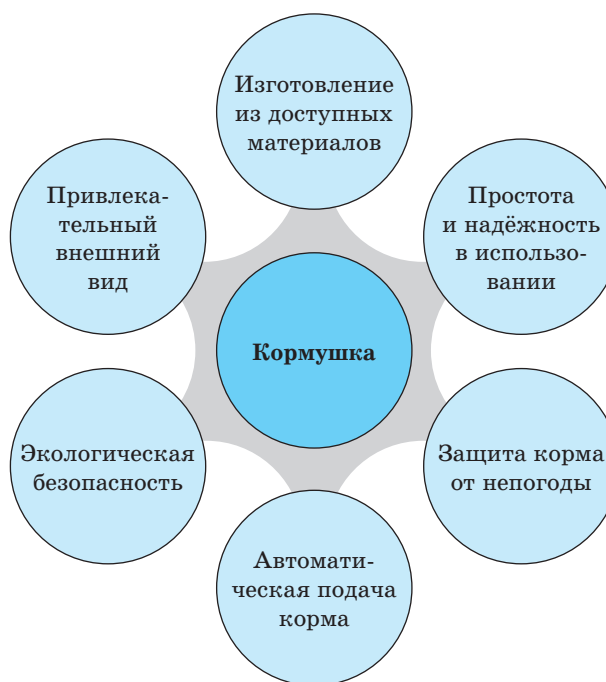 Изготовление
из доступных
материалов
Привлека-
тельный
внешний
вид
Простота
и надёжность
в использо-
вании
Кормушка
Экологическая
безопасность
Защита корма
от непогоды
Автомати-
ческая подача
корма